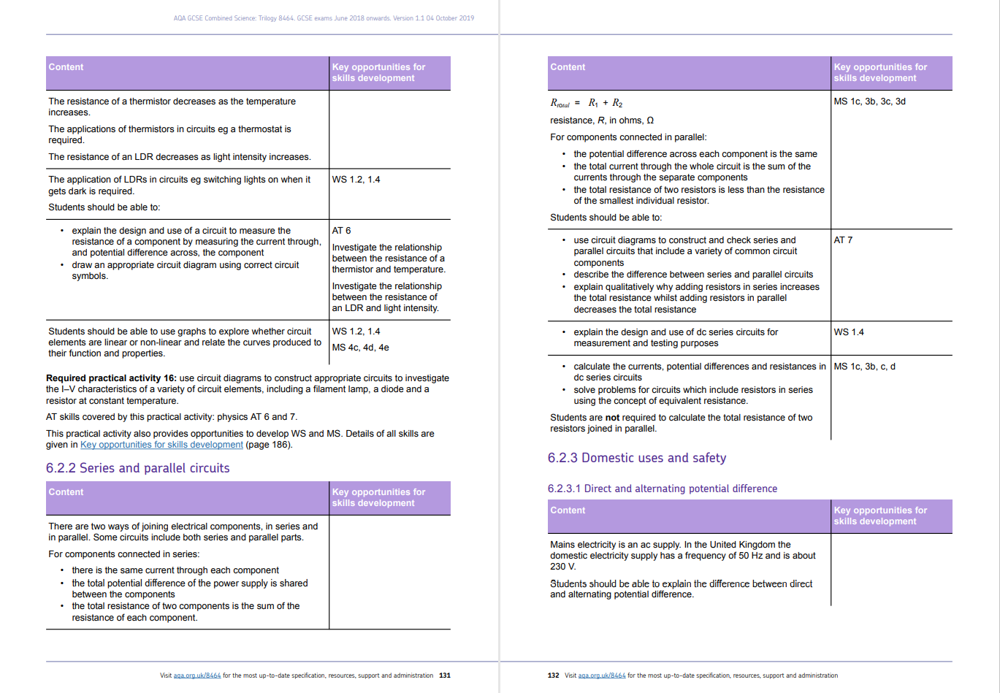 AQA GCSE Combined Science: Trilogy 8464. GCSE exams June 2018 onwards. Version 1.1 04 October 2019
Content
Key opportunities for
skills development
The resistance of a thermistor decreases as the temperature
increases.
The applications of thermistors in circuits eg a thermostat is
required.
The resistance of an LDR decreases as light intensity increases.
The application of LDRs in circuits eg switching lights on when it
gets dark is required.
Students should be able to:
WS 1.2, 1.4
• explain the design and use of a circuit to measure the
resistance of a component by measuring the current through,
and potential difference across, the component
• draw an appropriate circuit diagram using correct circuit
symbols.
AT 6
Investigate the relationship
between the resistance of a
thermistor and temperature.
Investigate the relationship
between the resistance of
an LDR and light intensity.
Students should be able to use graphs to explore whether circuit
elements are linear or non-linear and relate the curves produced to
their function and properties.
WS 1.2, 1.4
MS 4c, 4d, 4e
Required practical activity 16: use circuit diagrams to construct appropriate circuits to investigate
the I–V characteristics of a variety of circuit elements, including a filament lamp, a diode and a
resistor at constant temperature.
AT skills covered by this practical activity: physics AT 6 and 7.
This practical activity also provides opportunities to develop WS and MS. Details of all skills are
given in Key opportunities for skills development (page 186).
6.2.2 Series and parallel circuits
Content
Key opportunities for
skills development
There are two ways of joining electrical components, in series and
in parallel. Some circuits include both series and parallel parts.
For components connected in series:
• there is the same current through each component
• the total potential difference of the power supply is shared
between the components
• the total resistance of two components is the sum of the
resistance of each component.
Visit aqa.org.uk/8464 for the most up-to-date specification, resources, support and administration 131
Content
Key opportunities for
skills development
R total = R1 + R2
resistance, R, in ohms, Ω
For components connected in parallel:
• the potential difference across each component is the same
• the total current through the whole circuit is the sum of the
currents through the separate components
• the total resistance of two resistors is less than the resistance
of the smallest individual resistor.
Students should be able to:
MS 1c, 3b, 3c, 3d
• use circuit diagrams to construct and check series and
parallel circuits that include a variety of common circuit
components
• describe the difference between series and parallel circuits
• explain qualitatively why adding resistors in series increases
the total resistance whilst adding resistors in parallel
decreases the total resistance
AT 7
• explain the design and use of dc series circuits for
measurement and testing purposes
WS 1.4
• calculate the currents, potential differences and resistances in
dc series circuits
• solve problems for circuits which include resistors in series
using the concept of equivalent resistance.
Students are not required to calculate the total resistance of two
resistors joined in parallel.
MS 1c, 3b, c, d
6.2.3 Domestic uses and safety
6.2.3.1 Direct and alternating potential difference
Content
Key opportunities for
skills development
Mains electricity is an ac supply. In the United Kingdom the
domestic electricity supply has a frequency of 50 Hz and is about
230 V.
Students should be able to explain the difference between direct
and alternating potential difference.
132 Visit aqa.org.uk/8464 for the most up-to-date specification, resources, support and administration